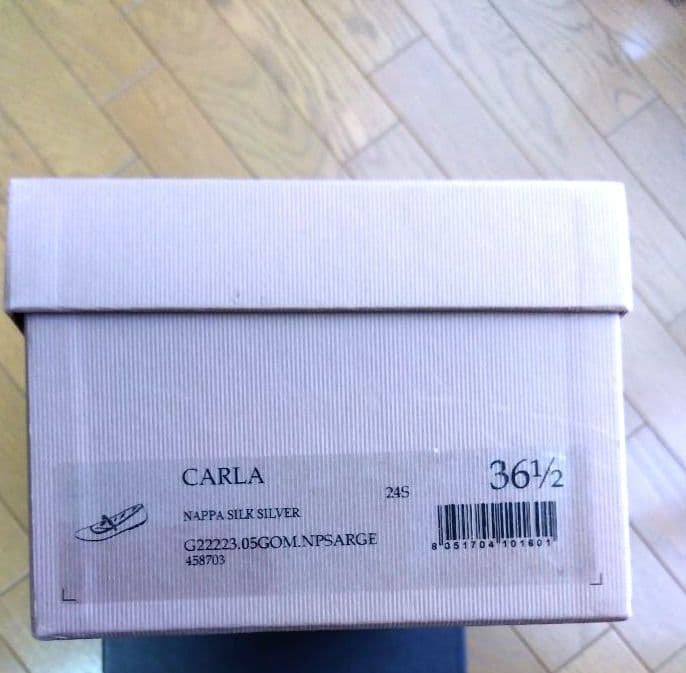 CARLA
36½
24S
NAPPA SILK SILVER
G22223.05GOM.NPSARGE
458703
8 051704 101601